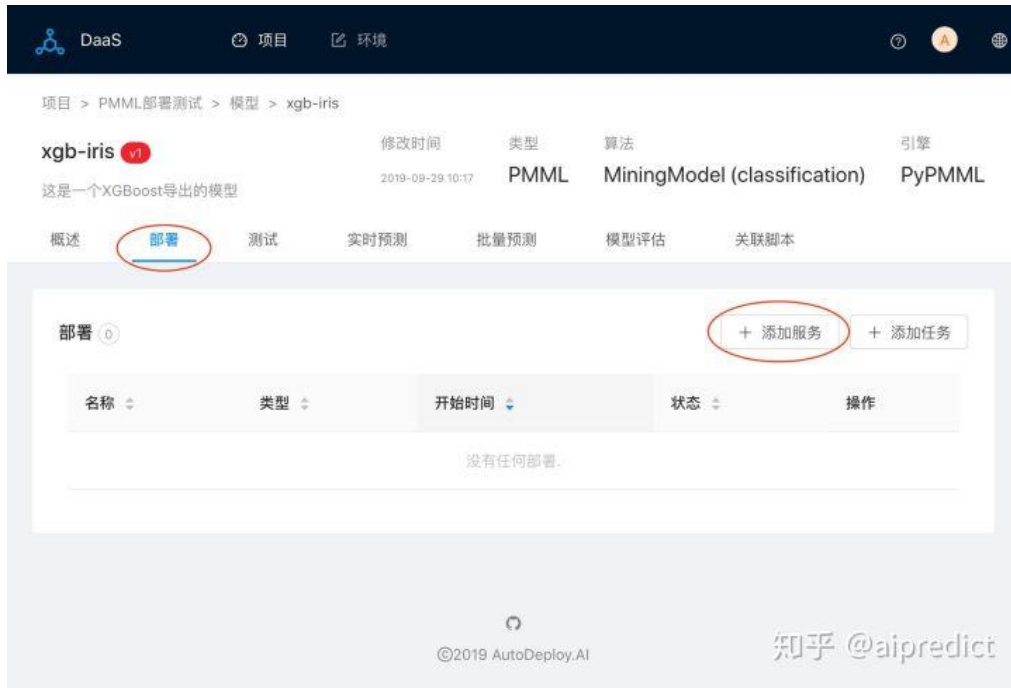 DaaS 项目 环境 A
项目 > PMML部署测试 > 模型 > xgb-iris
xgb-iris v1 修改时间 类型 算法 引擎
2019-09-29 10:17 PMML MiningModel (classification) PyPMML
这是一个XGBoost导出的模型
概述 部署 测试 实时预测 批量预测 模型评估 关联脚本
部署 0 + 添加服务 + 添加任务
名称 类型 开始时间 状态 操作
没有任何部署.
©2019 AutoDeploy.AI
知乎 @aipredict